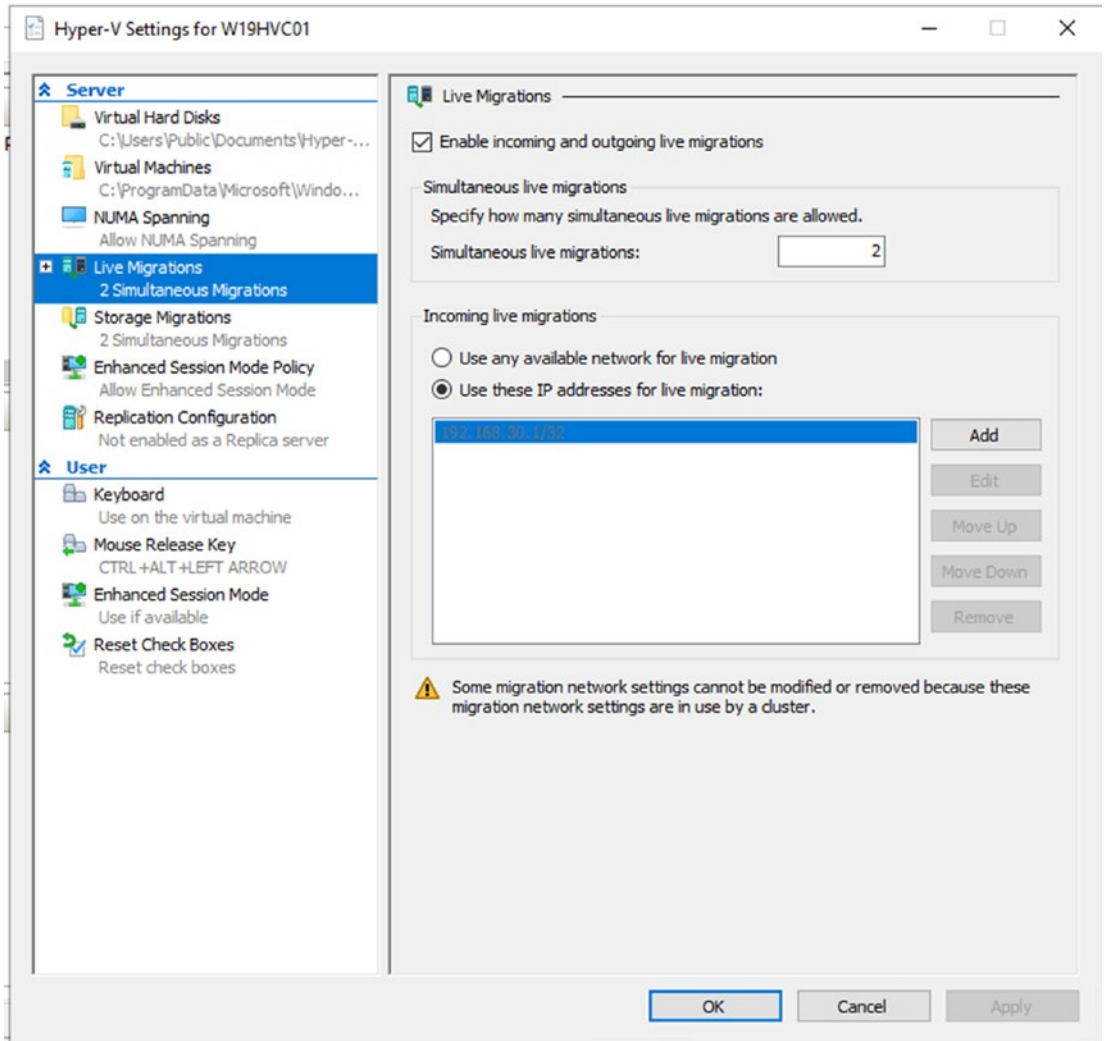 Hyper-V Settings for W19HVC01
Server
Virtual Hard Disks
C:\Users\Public\Documents\Hyper-...
Virtual Machines
C:\ProgramData\Microsoft\Windo...
NUMA Spanning
Allow NUMA Spanning
Live Migrations
2 Simultaneous Migrations
Storage Migrations
2 Simultaneous Migrations
Enhanced Session Mode Policy
Allow Enhanced Session Mode
Replication Configuration
Not enabled as a Replica server
User
Keyboard
Use on the virtual machine
Mouse Release Key
CTRL+ALT+LEFT ARROW
Enhanced Session Mode
Use if available
Reset Check Boxes
Reset check boxes
Live Migrations
Enable incoming and outgoing live migrations
Simultaneous live migrations
Specify how many simultaneous live migrations are allowed.
Simultaneous live migrations: 2
Incoming live migrations
Use any available network for live migration
Use these IP addresses for live migration:
192.168.30.1/32
Add
Edit
Move Up
Move Down
Remove
Some migration network settings cannot be modified or removed because these
migration network settings are in use by a cluster.
OK Cancel Apply